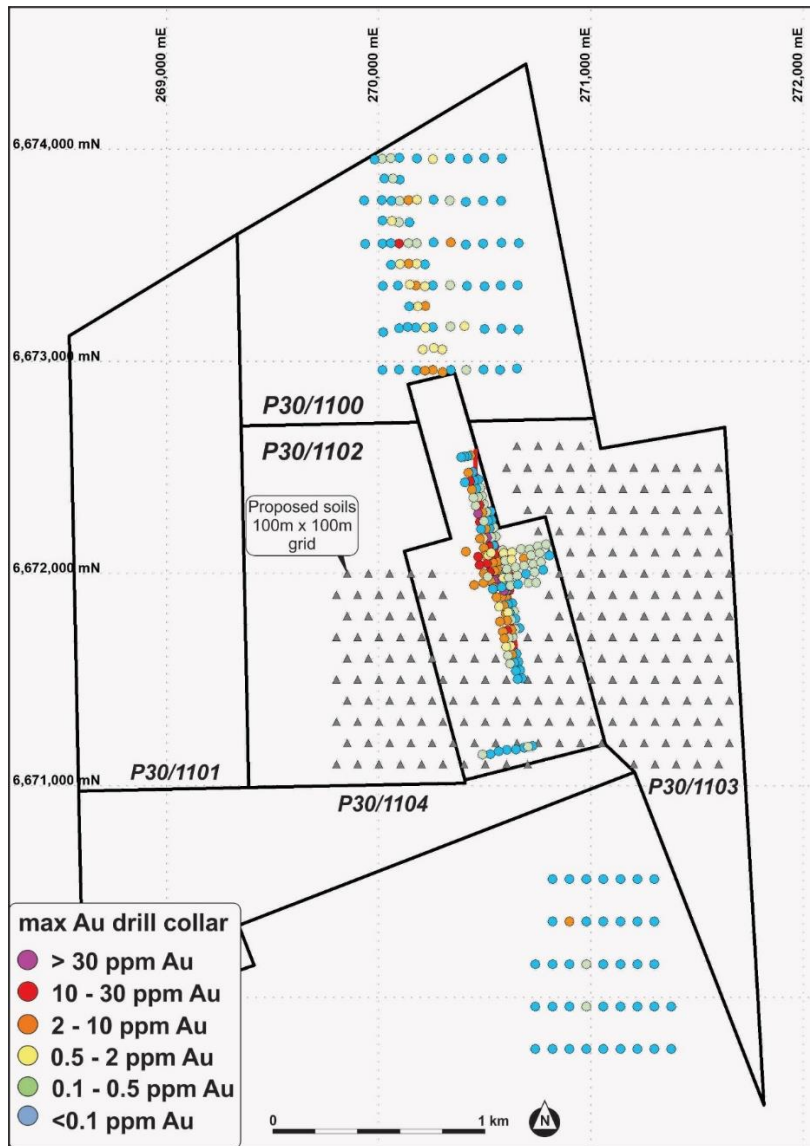 269,000 mE
270,000 mE
271,000 mE
272,000 mE
6,674,000 mN
6,673,000 mN
P30/1100
P30/1102
Proposed soils
100m x 100m
grid
6,672,000 mN
6,671,000 mN
P30/1101
P30/1104
P30/1103
max Au drill collar
> 30 ppm Au
10 - 30 ppm Au
2 - 10 ppm Au
0.5 - 2 ppm Au
0.1 - 0.5 ppm Au
<0.1 ppm Au
0
1 km
N